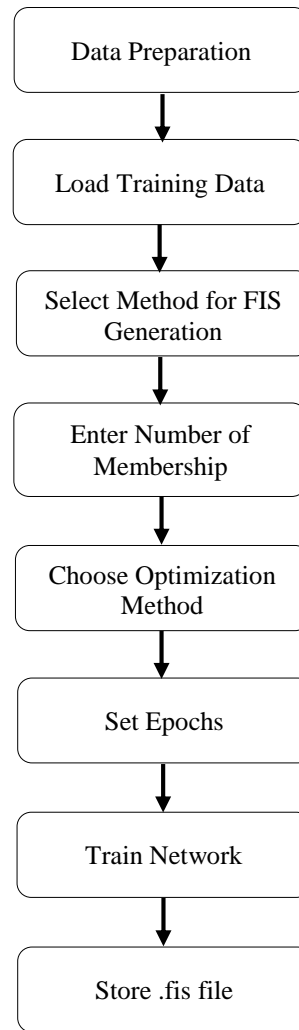 Data Preparation
Load Training Data
Select Method for FIS
Generation
Enter Number of
Membership
Choose Optimization
Method
Set Epochs
Train Network
Store .fis file